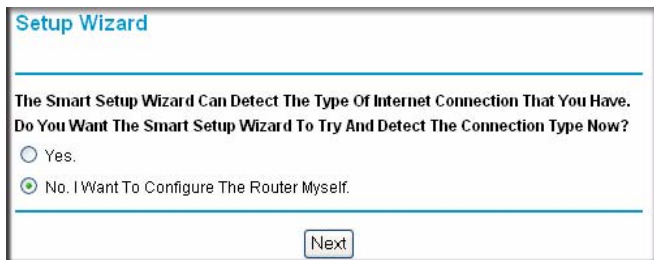 Setup Wizard
The Smart Setup Wizard Can Detect The Type Of Internet Connection That You Have.
Do You Want The Smart Setup Wizard To Try And Detect The Connection Type Now?
Yes.
No. I Want To Configure The Router Myself.
Next